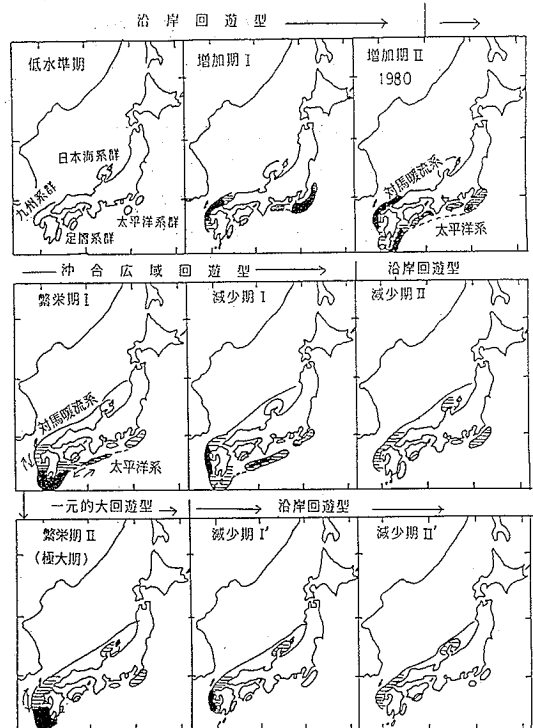 沿岸回遊型
低水準期
日本海系群
九州系群
足摺系群
太平洋系群
増加期 I
増加期 II
1980
対馬暖流系
太平洋系
沖合広域回遊型
沿岸回遊型
繁栄期 I
対馬暖流系
太平洋系
減少期 I
減少期 II
一元的大回遊型
沿岸回遊型
繁栄期 II
(極大期)
減少期 I'
減少期 II'